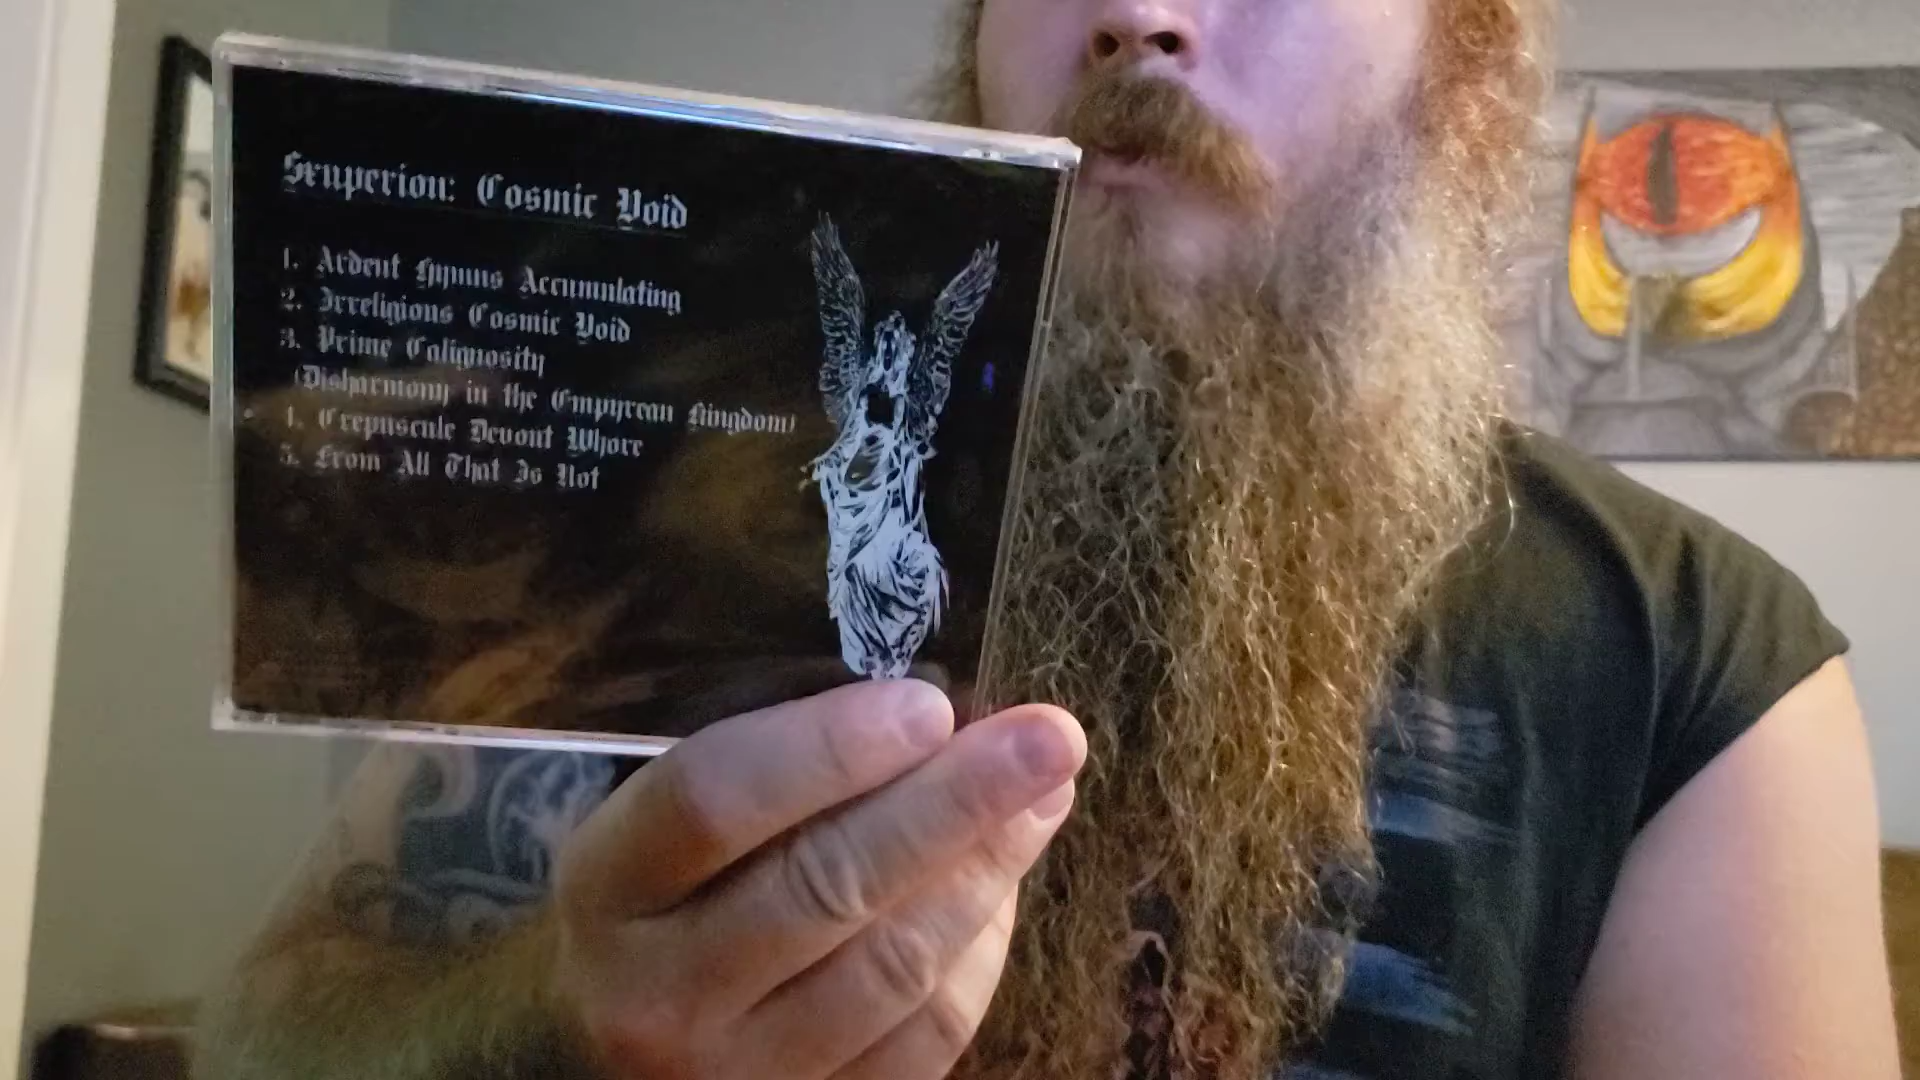 Sxuperion: Cosmic Void
1. Ardent Hymns Accumulating
2. Irreligious Cosmic Void
3. Prime Caliginosity
(Disharmony in the Empyrean Kingdom)
4. Crepuscule Devout Whore
5. From All That Is Not